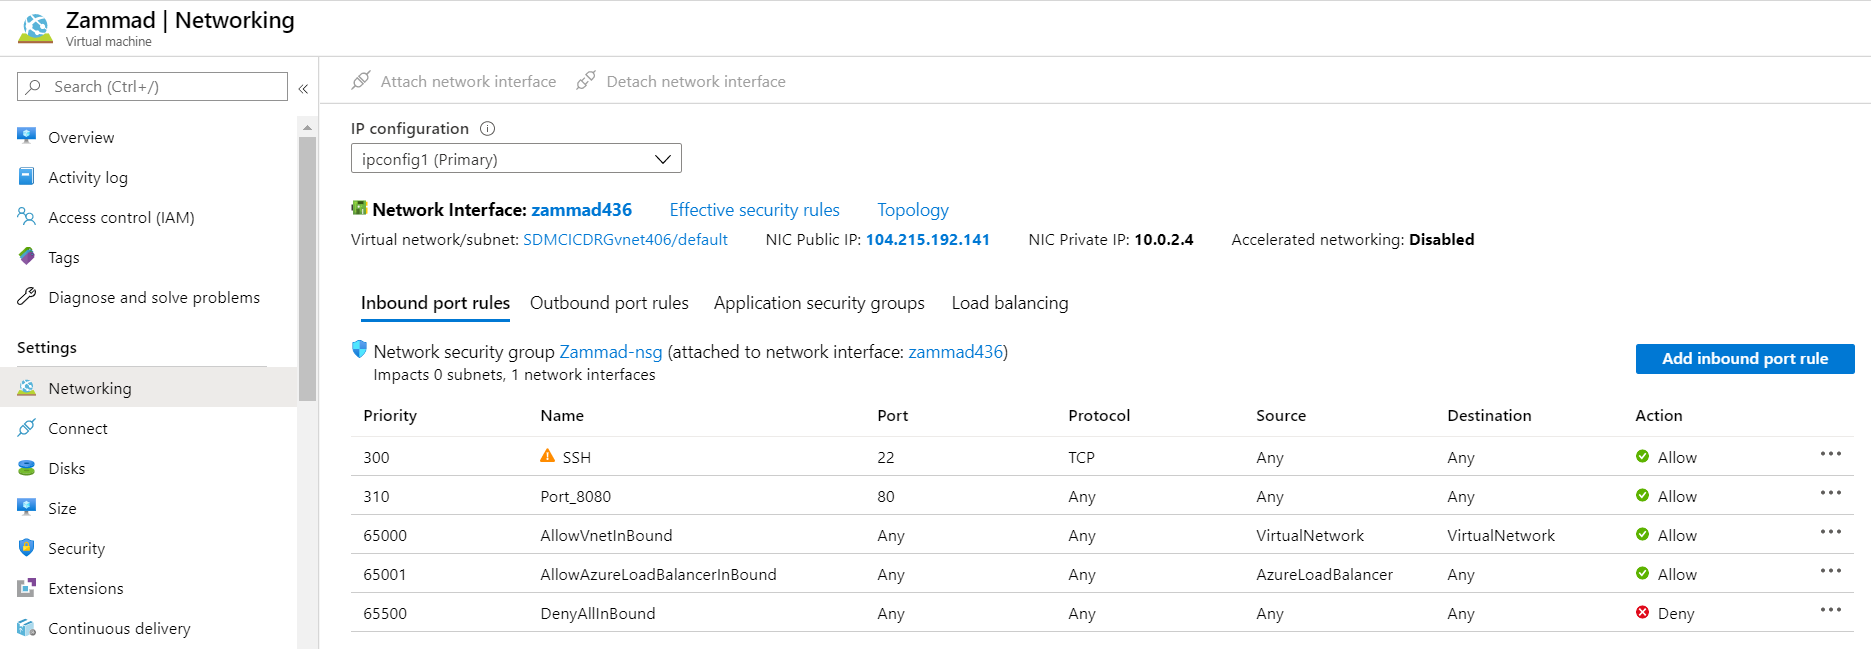 Zammad | Networking
Virtual machine
Search (Ctrl+/)
«
Overview
Activity log
Access control (IAM)
Tags
Diagnose and solve problems
Settings
Networking
Connect
Disks
Size
Security
Extensions
Continuous delivery
Attach network interface Detach network interface
IP configuration
ipconfig1 (Primary)
Network Interface: zammad436 Effective security rules Topology
Virtual network/subnet: SDMCICDRGvnet406/default NIC Public IP: 104.215.192.141 NIC Private IP: 10.0.2.4 Accelerated networking: Disabled
Inbound port rules Outbound port rules Application security groups Load balancing
Network security group Zammad-nsg (attached to network interface: zammad436)
Impacts 0 subnets, 1 network interfaces
Add inbound port rule
Priority Name Port Protocol Source Destination Action
300 SSH 22 TCP Any Any Allow ...
310 Port_8080 80 Any Any Any Allow ...
65000 AllowVnetInBound Any Any VirtualNetwork VirtualNetwork Allow ...
65001 AllowAzureLoadBalancerInBound Any Any AzureLoadBalancer Any Allow ...
65500 DenyAllInBound Any Any Any Any Deny ...